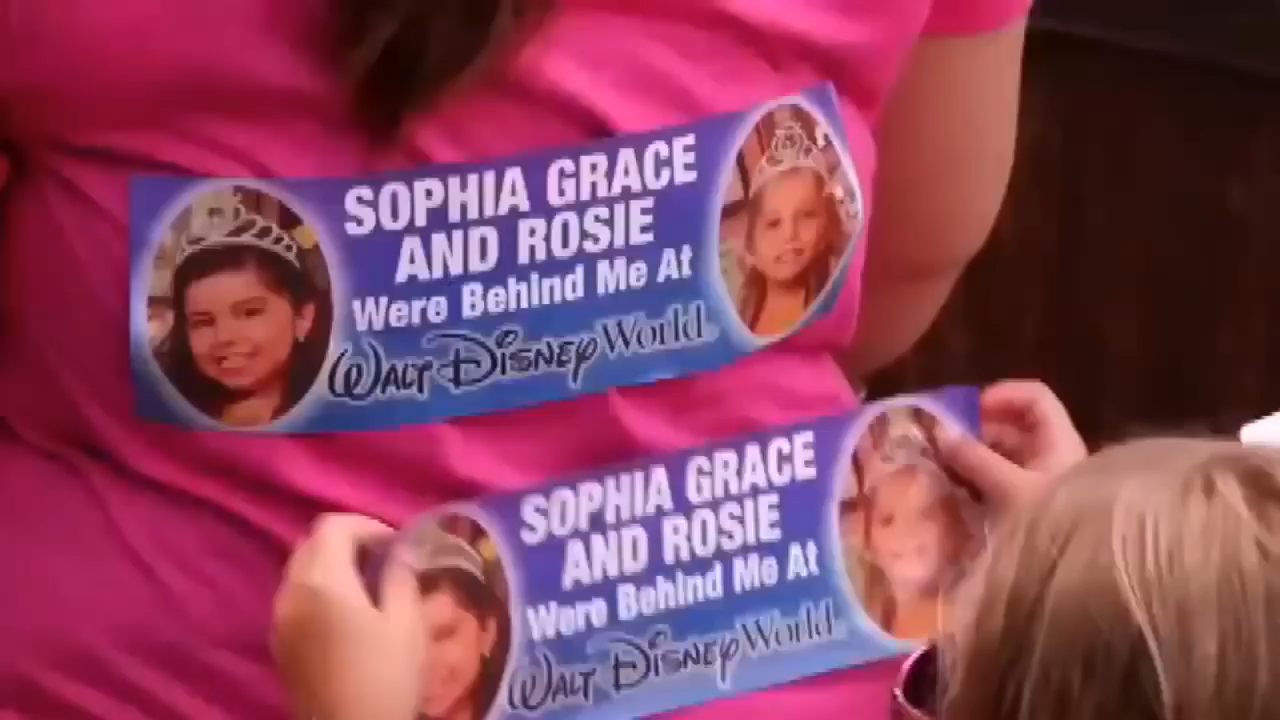 SOPHIA GRACE
AND ROSIE
Were Behind Me At
WALT DISNEY World
SOPHIA GRACE
AND ROSIE
Were Behind Me At
WALT DISNEY World